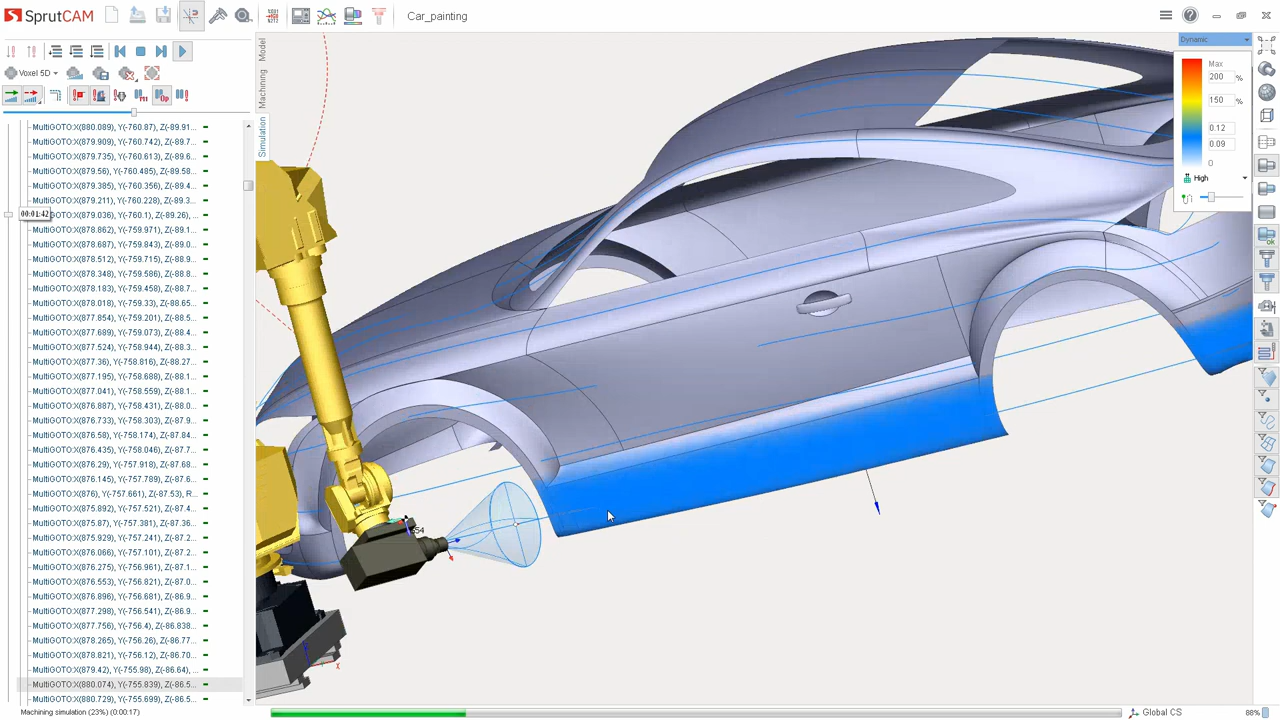 SprutCAM
Car_painting
Voxel 5D
Model
Machining
Simulation
Dynamic
Max
200 %
150 %
0.12
0.09
0
High
MultiGOTO:X(880.089), Y(-760.87), Z(-89.91...
MultiGOTO:X(879.909), Y(-760.742), Z(-89.7...
MultiGOTO:X(879.735), Y(-760.613), Z(-89.6...
MultiGOTO:X(879.56), Y(-760.485), Z(-89.58...
MultiGOTO:X(879.385), Y(-760.356), Z(-89.4...
MultiGOTO:X(879.211), Y(-760.228), Z(-89.3...
00:01:42
GOTO:X(879.036), Y(-760.1), Z(-89.26), ...
MultiGOTO:X(878.862), Y(-759.971), Z(-89.1...
MultiGOTO:X(878.687), Y(-759.843), Z(-89.0...
MultiGOTO:X(878.512), Y(-759.715), Z(-88.9...
MultiGOTO:X(878.348), Y(-759.586), Z(-88.8...
MultiGOTO:X(878.183), Y(-759.458), Z(-88.7...
MultiGOTO:X(878.018), Y(-759.33), Z(-88.65...
MultiGOTO:X(877.854), Y(-759.201), Z(-88.5...
MultiGOTO:X(877.689), Y(-759.073), Z(-88.4...
MultiGOTO:X(877.524), Y(-758.944), Z(-88.3...
MultiGOTO:X(877.36), Y(-758.816), Z(-88.27...
MultiGOTO:X(877.195), Y(-758.688), Z(-88.1...
MultiGOTO:X(877.041), Y(-758.559), Z(-88.1...
MultiGOTO:X(876.887), Y(-758.431), Z(-88.0...
MultiGOTO:X(876.733), Y(-758.303), Z(-87.9...
MultiGOTO:X(876.58), Y(-758.174), Z(-87.84...
MultiGOTO:X(876.435), Y(-758.046), Z(-87.7...
MultiGOTO:X(876.29), Y(-757.918), Z(-87.68...
MultiGOTO:X(876.153), Y(-757.789), Z(-87.6...
MultiGOTO:X(876), Y(-757.661), Z(-87.53), R...
MultiGOTO:X(875.892), Y(-757.521), Z(-87.4...
MultiGOTO:X(875.87), Y(-757.381), Z(-87.36...
MultiGOTO:X(875.929), Y(-757.241), Z(-87.2...
MultiGOTO:X(876.066), Y(-757.101), Z(-87.2...
MultiGOTO:X(876.275), Y(-756.961), Z(-87.1...
MultiGOTO:X(876.553), Y(-756.821), Z(-87.0...
MultiGOTO:X(876.896), Y(-756.681), Z(-86.9...
MultiGOTO:X(877.298), Y(-756.541), Z(-86.9...
MultiGOTO:X(877.756), Y(-756.4), Z(-86.838...
MultiGOTO:X(878.265), Y(-756.26), Z(-86.77...
MultiGOTO:X(878.821), Y(-756.12), Z(-86.70...
MultiGOTO:X(879.42), Y(-755.98), Z(-86.64), ...
MultiGOTO:X(880.074), Y(-755.839), Z(-86.5...
MultiGOTO:X(880.729), Y(-755.699), Z(-86.5...
X
Machining simulation (23%) (0:00:17)
Global CS
88%